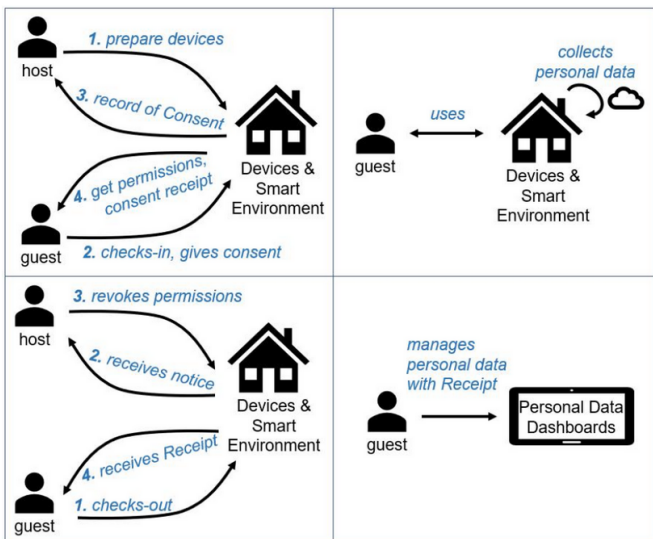 1. prepare devices
host
3. record of Consent
4. get permissions,
consent receipt
Devices &
Smart
Environment
guest
2. checks-in, gives consent
collects
personal data
uses
guest
Devices &
Smart
Environment
3. revokes permissions
host
2. receives notice
Devices &
Smart
Environment
4. receives Receipt
1. checks-out
guest
manages
personal data
with Receipt
guest
Personal Data
Dashboards